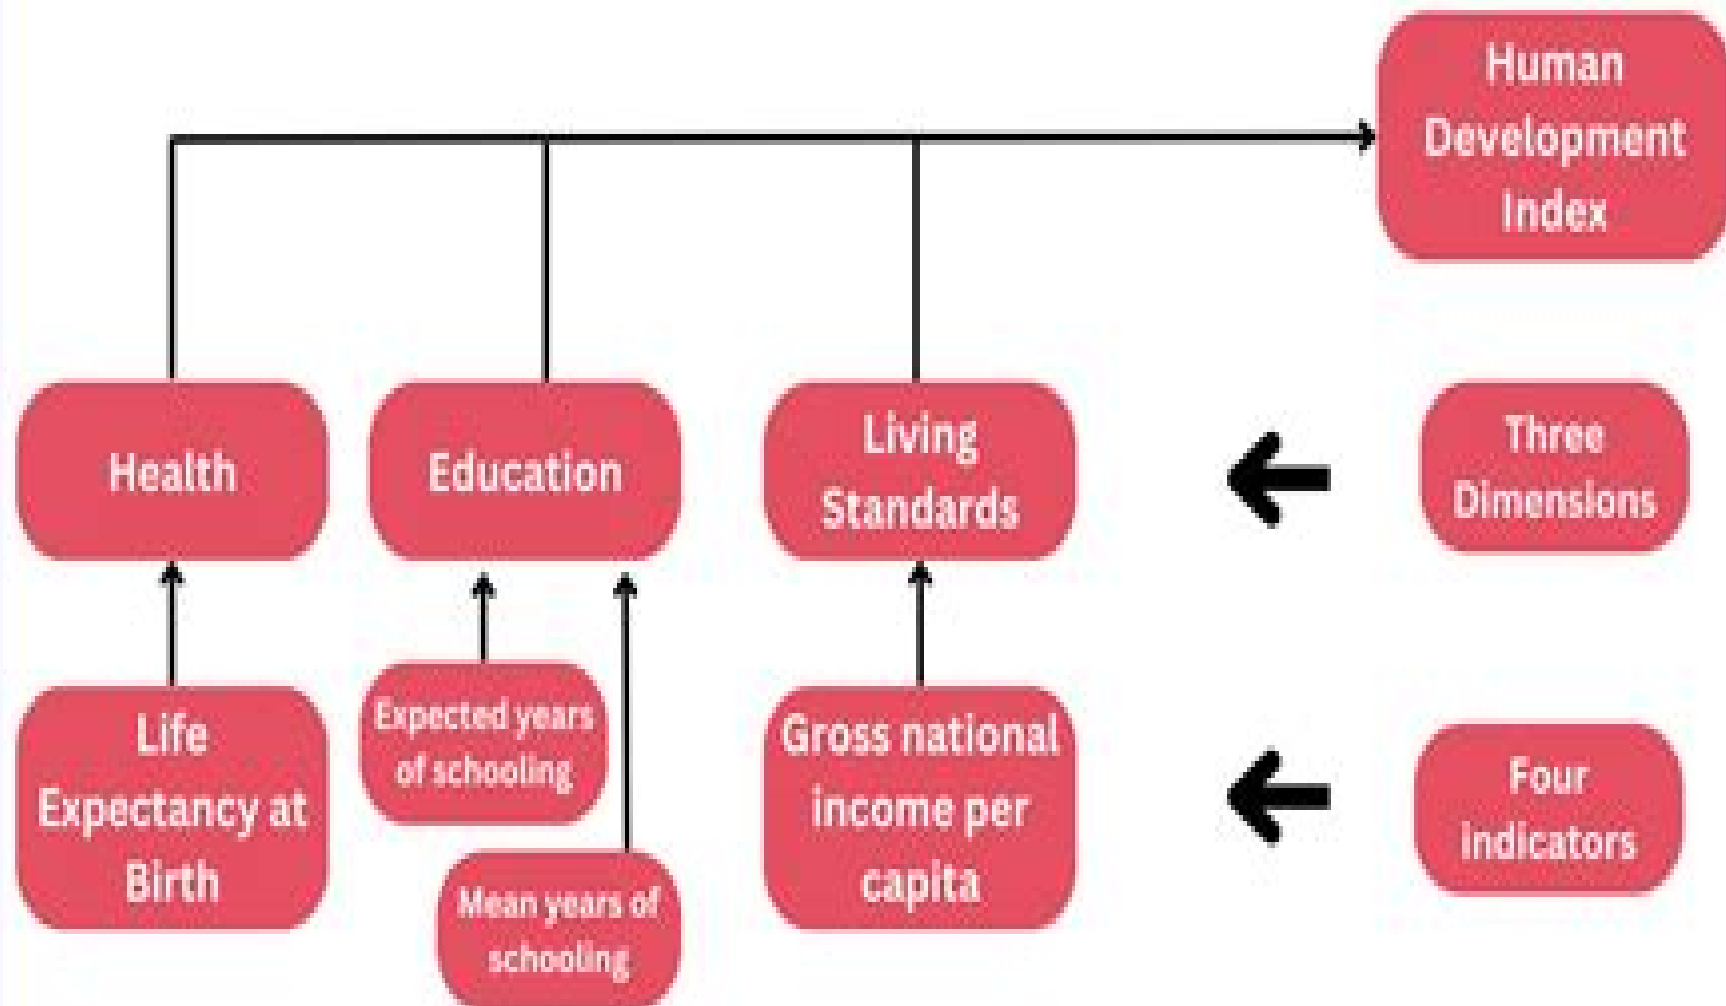 Human
Development
Index
Health
Education
Living
Standards
Three
Dimensions
Life
Expectancy at
Birth
Expected years
of schooling
Mean years of
schooling
Gross national
income per
capita
Four
indicators